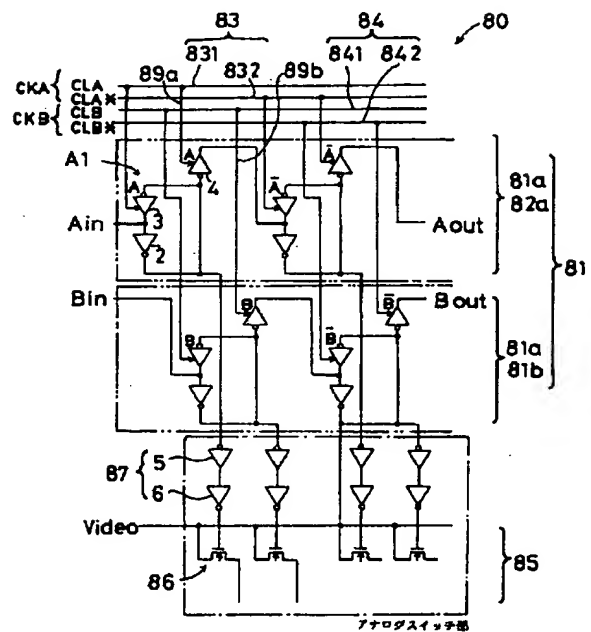 83 84 80
831 832 841 842
89a 89b
CKA { CLA
CLA*
CKB { CLB
CLB*
A1 A A Ā Ā
4
Ain 3 Aout
2
81a
82a
81
Bin Bout
B B B̄ B̄
81a
81b
87 { 5
6
Video
86 85
アナログスイッチ部